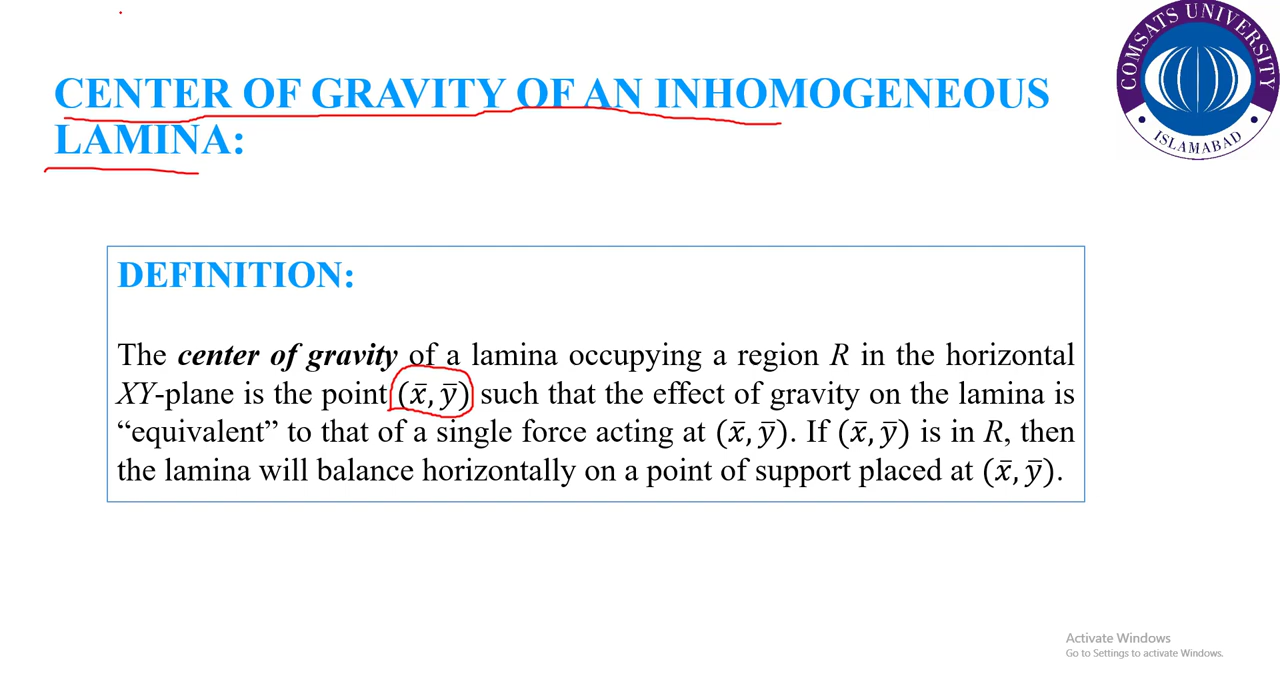 COMSATS UNIVERSITY
ISLAMABAD
CENTER OF GRAVITY OF AN INHOMOGENEOUS
LAMINA:
DEFINITION:
The center of gravity of a lamina occupying a region R in the horizontal
XY-plane is the point (x̅, y̅) such that the effect of gravity on the lamina is
“equivalent” to that of a single force acting at (x̅, y̅). If (x̅, y̅) is in R, then
the lamina will balance horizontally on a point of support placed at (x̅, y̅).
Activate Windows
Go to Settings to activate Windows.